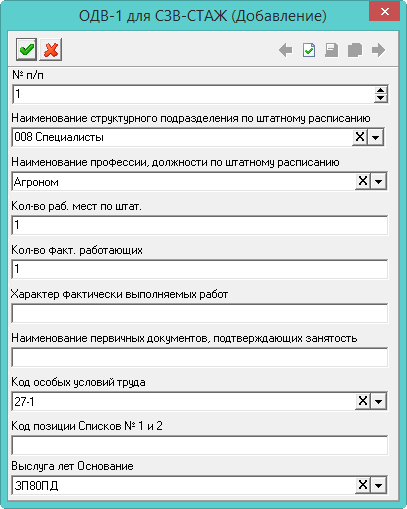 ОДВ-1 для СЗВ-СТАЖ (Добавление)
№ п/п
1
Наименование структурного подразделения по штатному расписанию
008 Специалисты
Наименование профессии, должности по штатному расписанию
Агроном
Кол-во раб. мест по штат.
1
Кол-во факт. работающих
1
Характер фактически выполняемых работ
Наименование первичных документов, подтверждающих занятость
Код особых условий труда
27-1
Код позиции Списков № 1 и 2
Выслуга лет Основание
ЗП80ПД